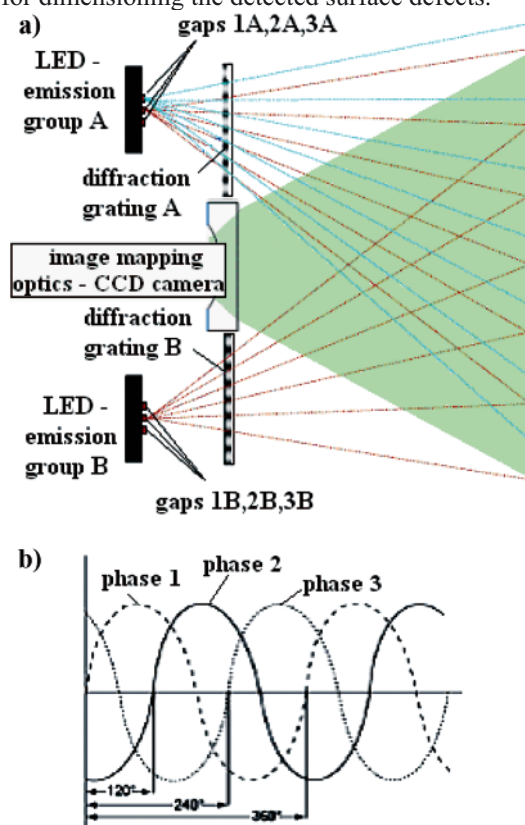 for dimensioning the detected surface defects.
a)
gaps 1A,2A,3A
LED -
emission
group A
diffraction
grating A
image mapping
optics - CCD camera
diffraction
grating B
LED -
emission
group B
gaps 1B,2B,3B
b)
phase 1
phase 2
phase 3
120°
240°
360°